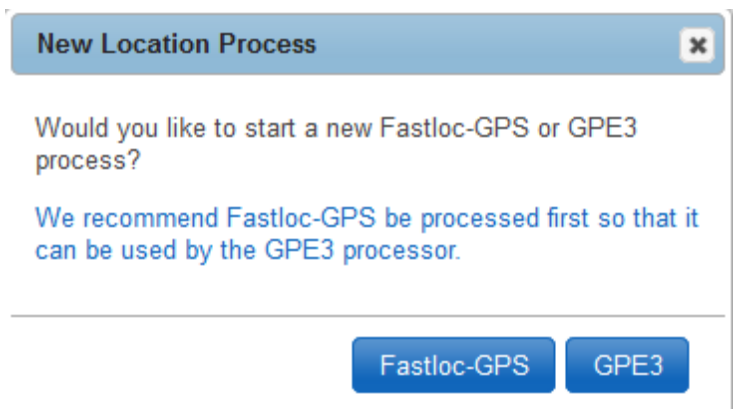 New Location Process
Would you like to start a new Fastloc-GPS or GPE3
process?
We recommend Fastloc-GPS be processed first so that it
can be used by the GPE3 processor.
Fastloc-GPS GPE3